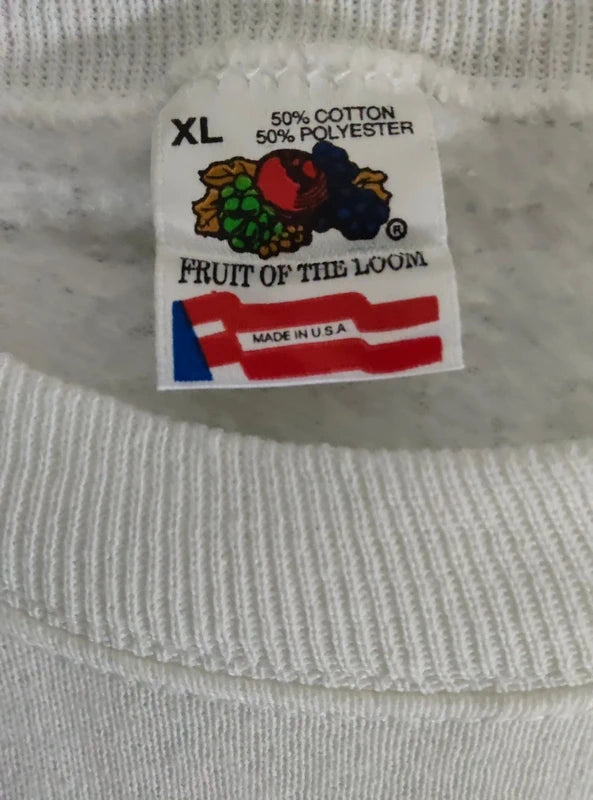 XL
50% COTTON
50% POLYESTER
®
FRUIT OF THE LOOM
MADE IN U.S.A